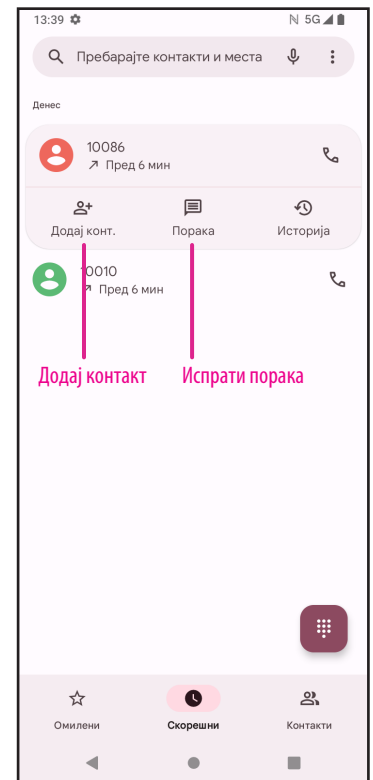 13:39 5G
Пребарајте контакти и места
Денес
10086
Пред 6 мин
Додај конт. Порака Историја
10010
Пред 6 мин
Додај контакт Испрати порака
Омилени Скорешни Контакти